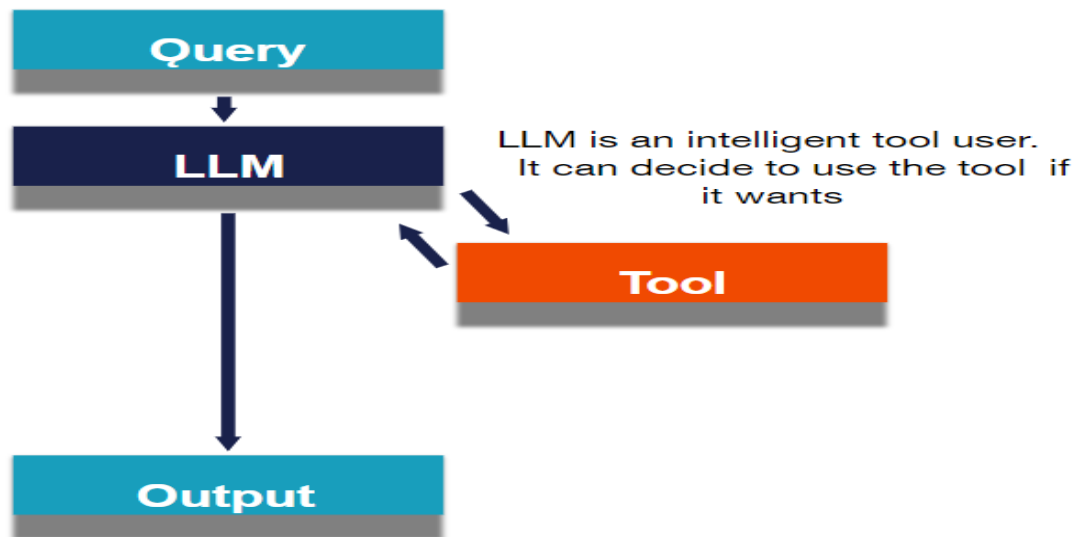 Query
LLM
LLM is an intelligent tool user.
It can decide to use the tool if
it wants
Tool
Output